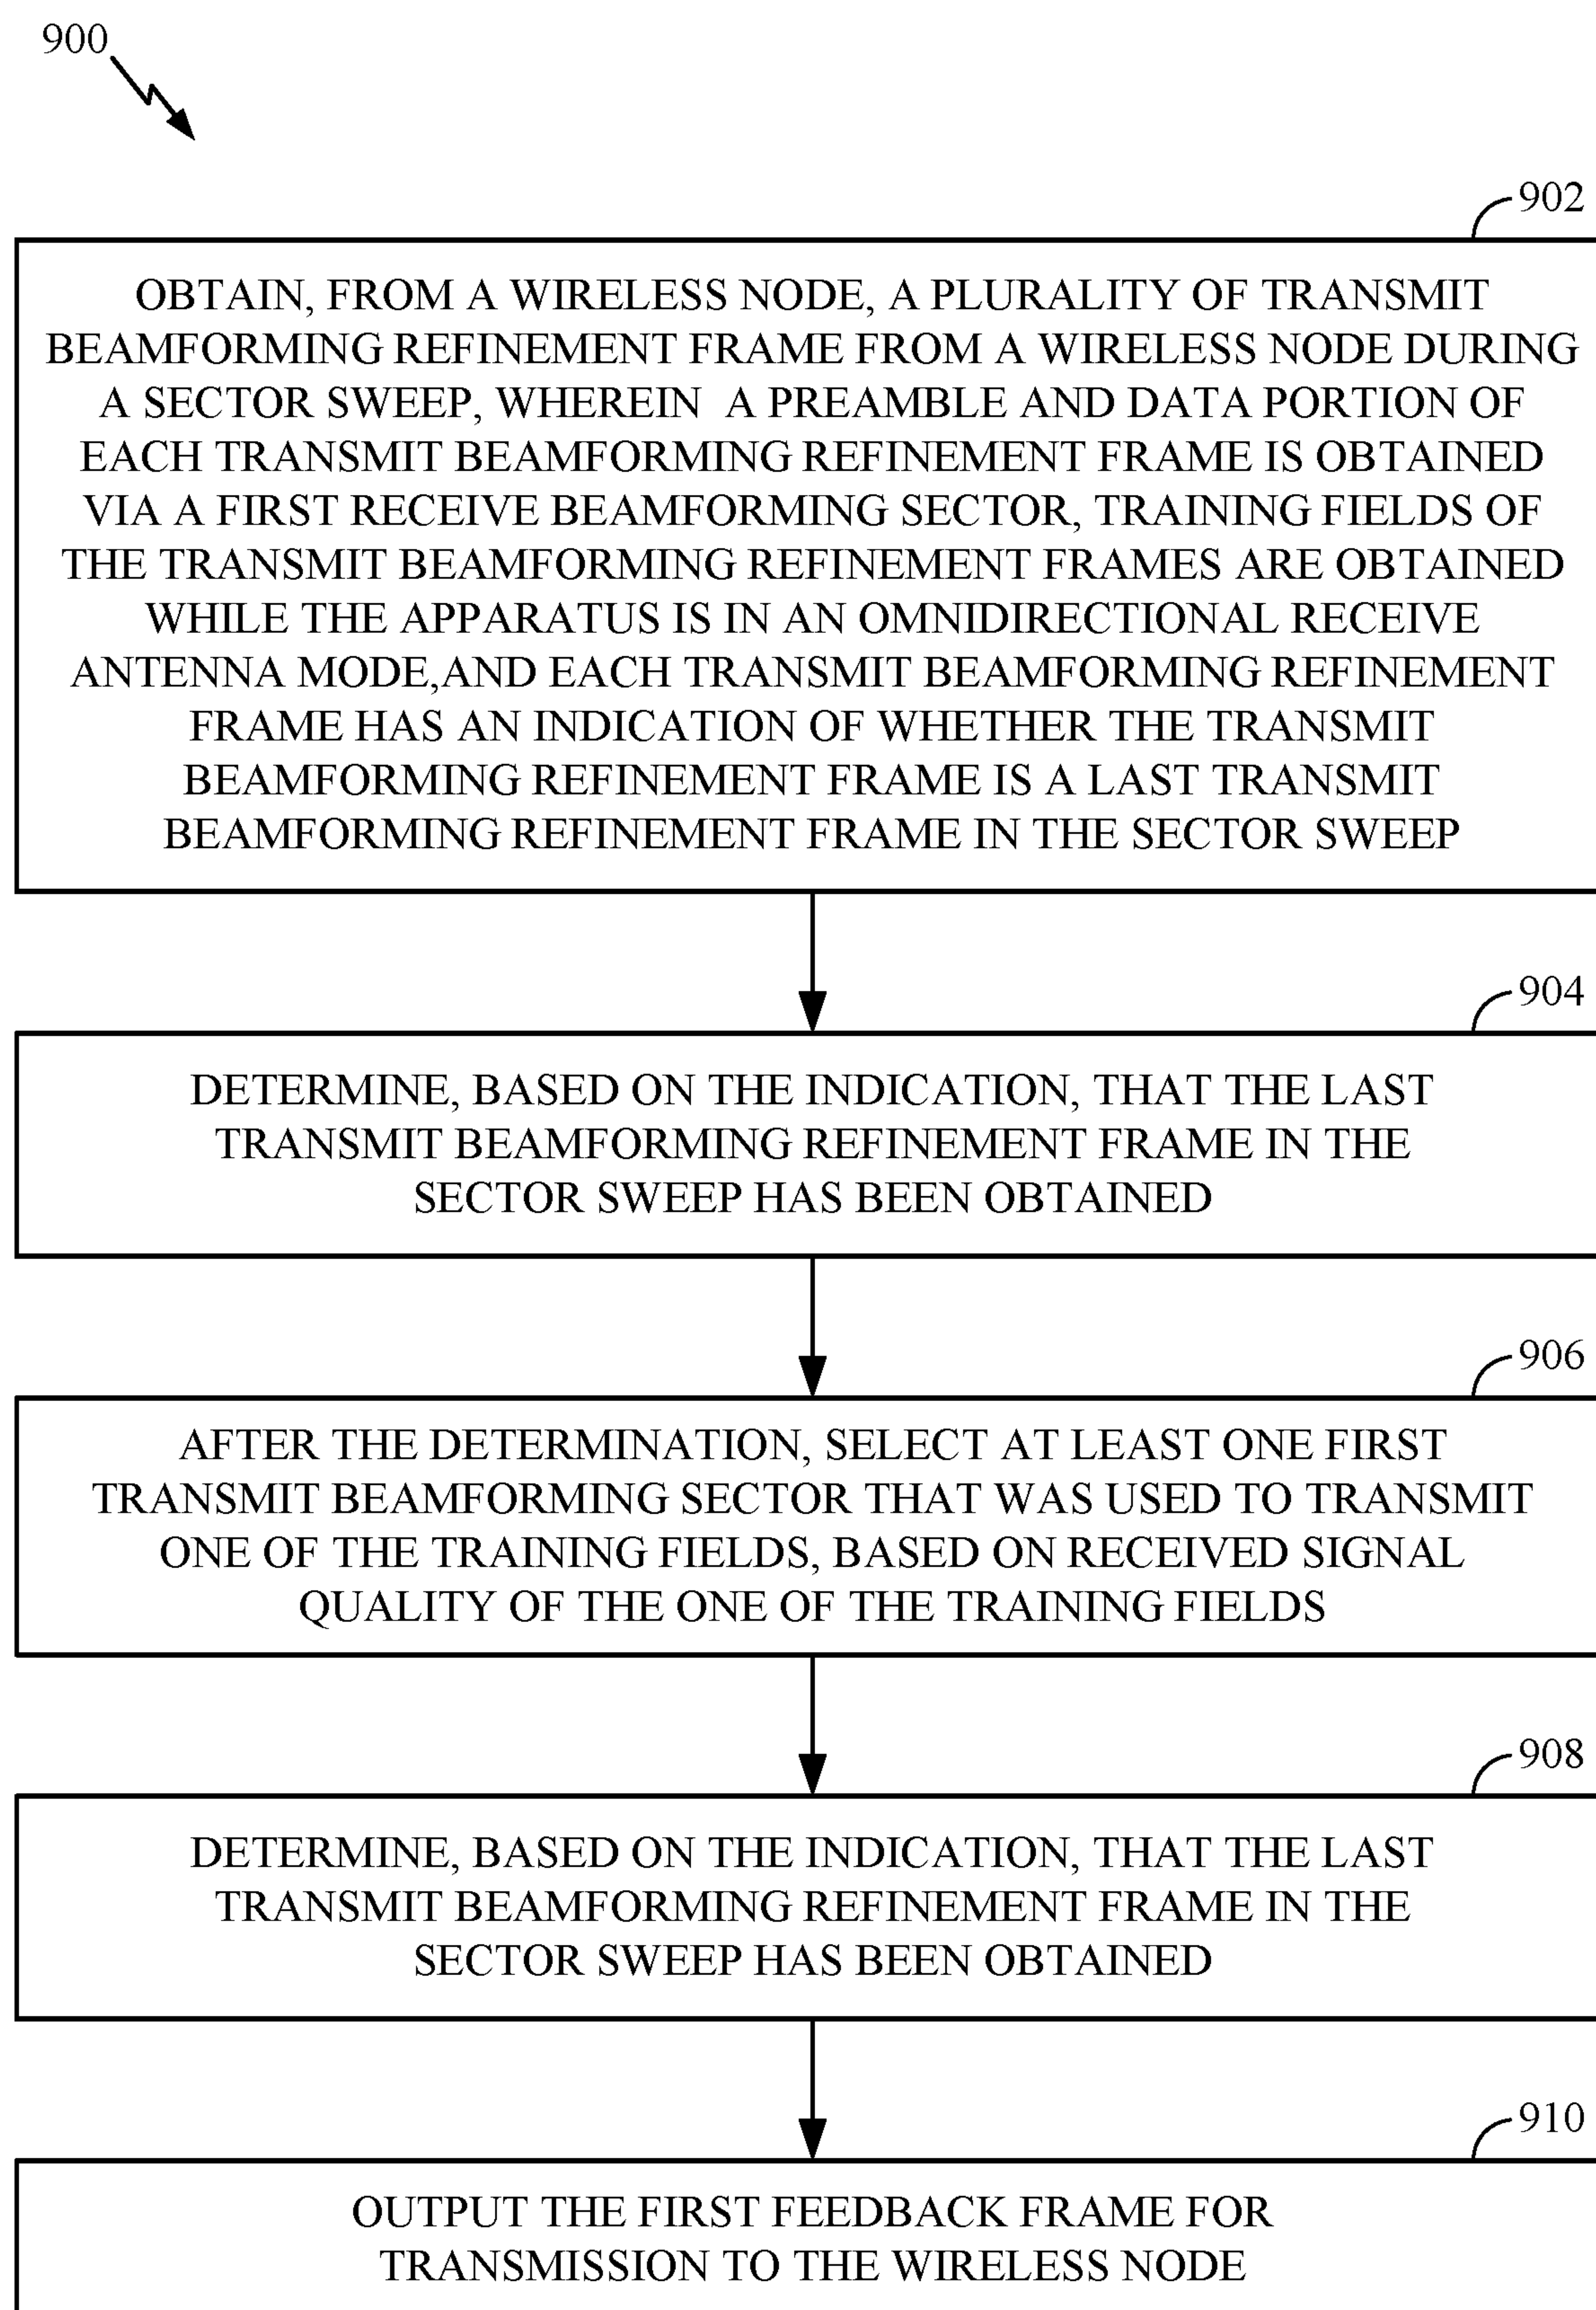 900
902
OBTAIN, FROM A WIRELESS NODE, A PLURALITY OF TRANSMIT
BEAMFORMING REFINEMENT FRAME FROM A WIRELESS NODE DURING
A SECTOR SWEEP, WHEREIN A PREAMBLE AND DATA PORTION OF
EACH TRANSMIT BEAMFORMING REFINEMENT FRAME IS OBTAINED
VIA A FIRST RECEIVE BEAMFORMING SECTOR, TRAINING FIELDS OF
THE TRANSMIT BEAMFORMING REFINEMENT FRAMES ARE OBTAINED
WHILE THE APPARATUS IS IN AN OMNIDIRECTIONAL RECEIVE
ANTENNA MODE,AND EACH TRANSMIT BEAMFORMING REFINEMENT
FRAME HAS AN INDICATION OF WHETHER THE TRANSMIT
BEAMFORMING REFINEMENT FRAME IS A LAST TRANSMIT
BEAMFORMING REFINEMENT FRAME IN THE SECTOR SWEEP
904
DETERMINE, BASED ON THE INDICATION, THAT THE LAST
TRANSMIT BEAMFORMING REFINEMENT FRAME IN THE
SECTOR SWEEP HAS BEEN OBTAINED
906
AFTER THE DETERMINATION, SELECT AT LEAST ONE FIRST
TRANSMIT BEAMFORMING SECTOR THAT WAS USED TO TRANSMIT
ONE OF THE TRAINING FIELDS, BASED ON RECEIVED SIGNAL
QUALITY OF THE ONE OF THE TRAINING FIELDS
908
DETERMINE, BASED ON THE INDICATION, THAT THE LAST
TRANSMIT BEAMFORMING REFINEMENT FRAME IN THE
SECTOR SWEEP HAS BEEN OBTAINED
910
OUTPUT THE FIRST FEEDBACK FRAME FOR
TRANSMISSION TO THE WIRELESS NODE